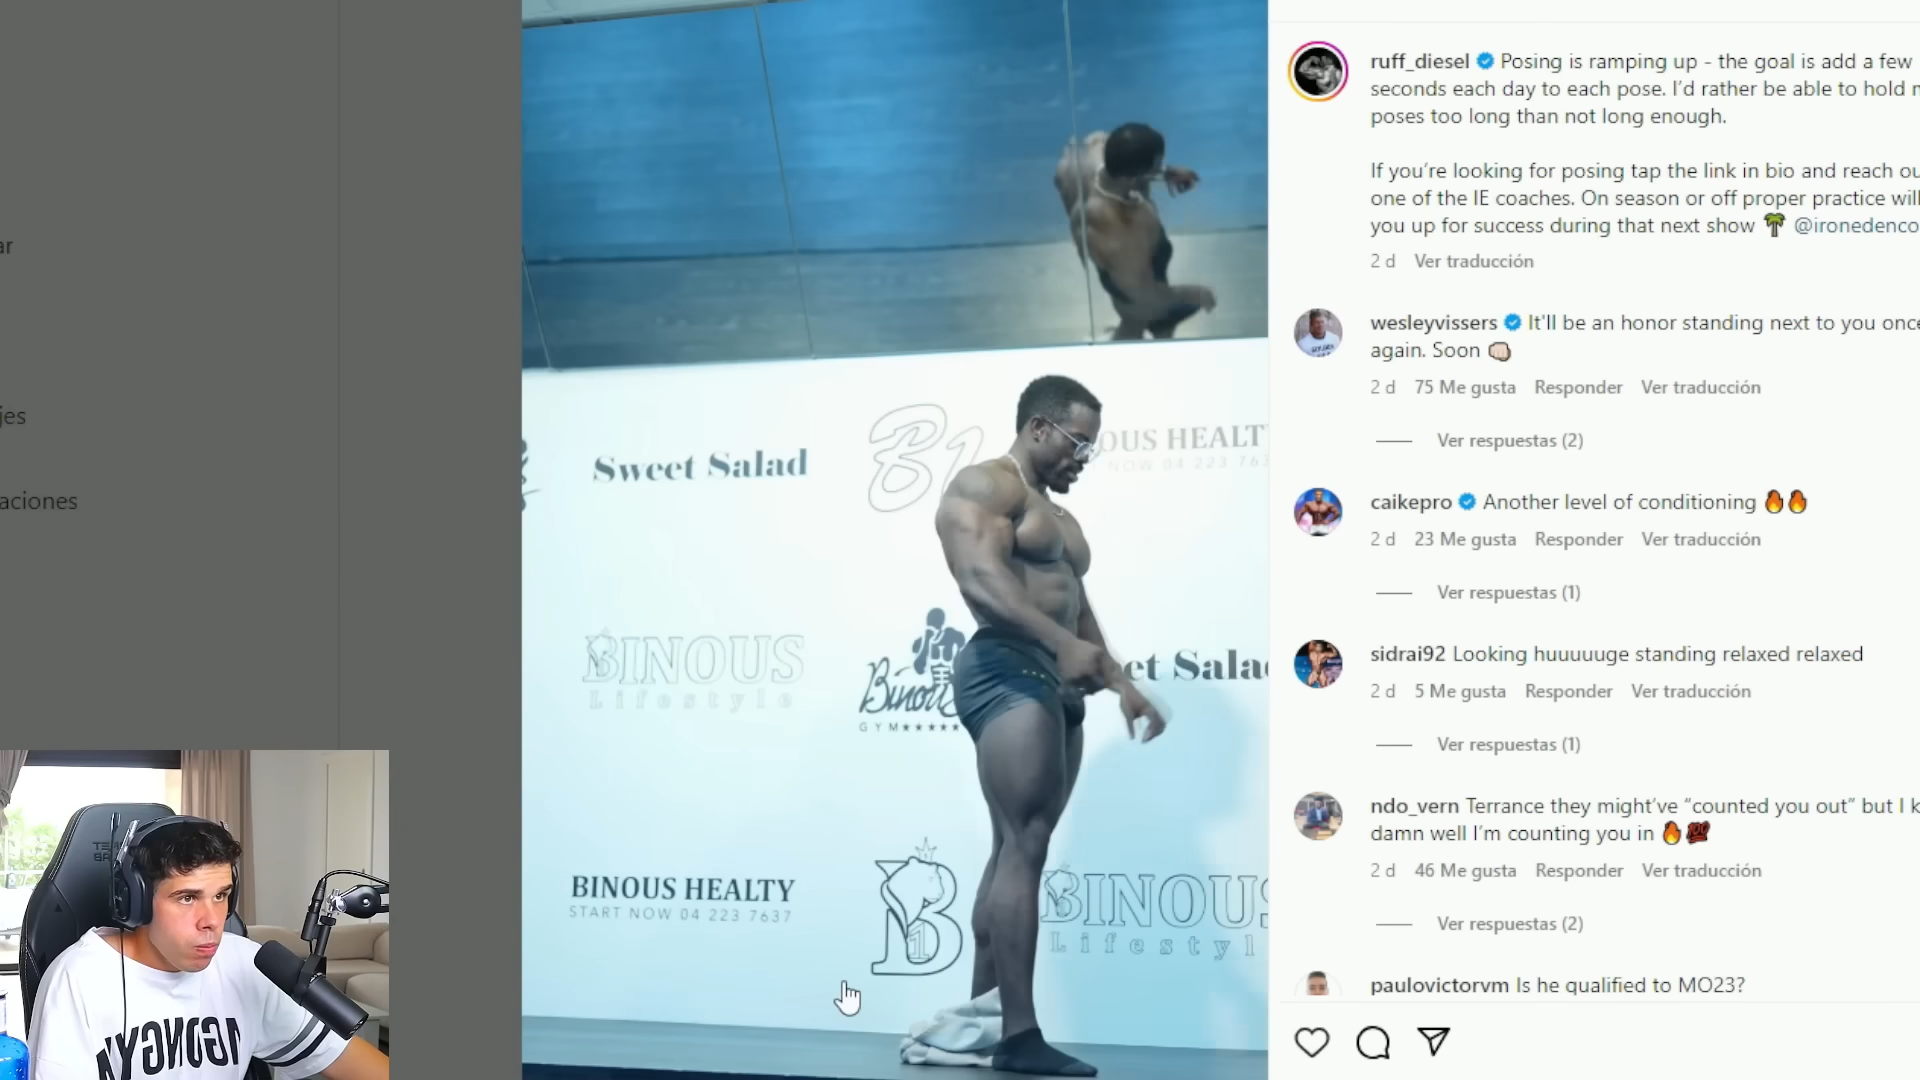 ar
jes
aciones
Sweet Salad
B1
OUS HEALT
NOW 04 223 763
BINOUS
Lifestyle
Binous
GYM★★★★★
et Salad
BINOUS HEALTY
START NOW 04 223 7637
B1
BINOUS
Lifestyl
ruff_diesel Posing is ramping up - the goal is add a few
seconds each day to each pose. I'd rather be able to hold m
poses too long than not long enough.
If you're looking for posing tap the link in bio and reach ou
one of the IE coaches. On season or off proper practice will
you up for success during that next show 🌴 @ironedenco
2 d Ver traducción
wesleyvissers It'll be an honor standing next to you once
again. Soon 👊🏻
2 d 75 Me gusta Responder Ver traducción
Ver respuestas (2)
caikepro Another level of conditioning 🔥🔥
2 d 23 Me gusta Responder Ver traducción
Ver respuestas (1)
sidrai92 Looking huuuuuge standing relaxed relaxed
2 d 5 Me gusta Responder Ver traducción
Ver respuestas (1)
ndo_vern Terrance they might've “counted you out” but I k
damn well I'm counting you in 🔥💯
2 d 46 Me gusta Responder Ver traducción
Ver respuestas (2)
paulovictorvm Is he qualified to MO23?